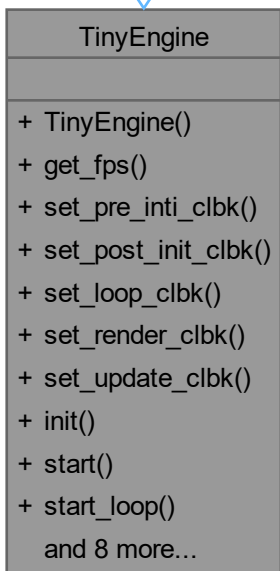 TinyEngine
+ TinyEngine()
+ get_fps()
+ set_pre_inti_clbk()
+ set_post_init_clbk()
+ set_loop_clbk()
+ set_render_clbk()
+ set_update_clbk()
+ init()
+ start()
+ start_loop()
and 8 more...